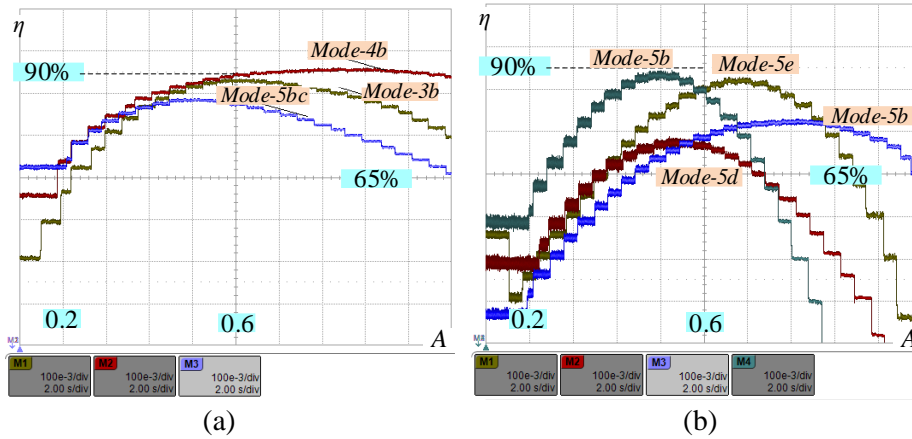 η
Mode-4b
90%
Mode-3b
Mode-5bc
65%
0.2
0.6
A
M1
100e-3/div
2.00 s/div
M2
100e-3/div
2.00 s/div
M3
100e-3/div
2.00 s/div
(a)
η
Mode-5b
90%
Mode-5e
Mode-5b
Mode-5d
65%
0.2
0.6
A
M1
100e-3/div
2.00 s/div
M2
100e-3/div
2.00 s/div
M3
100e-3/div
2.00 s/div
M4
100e-3/div
2.00 s/div
(b)